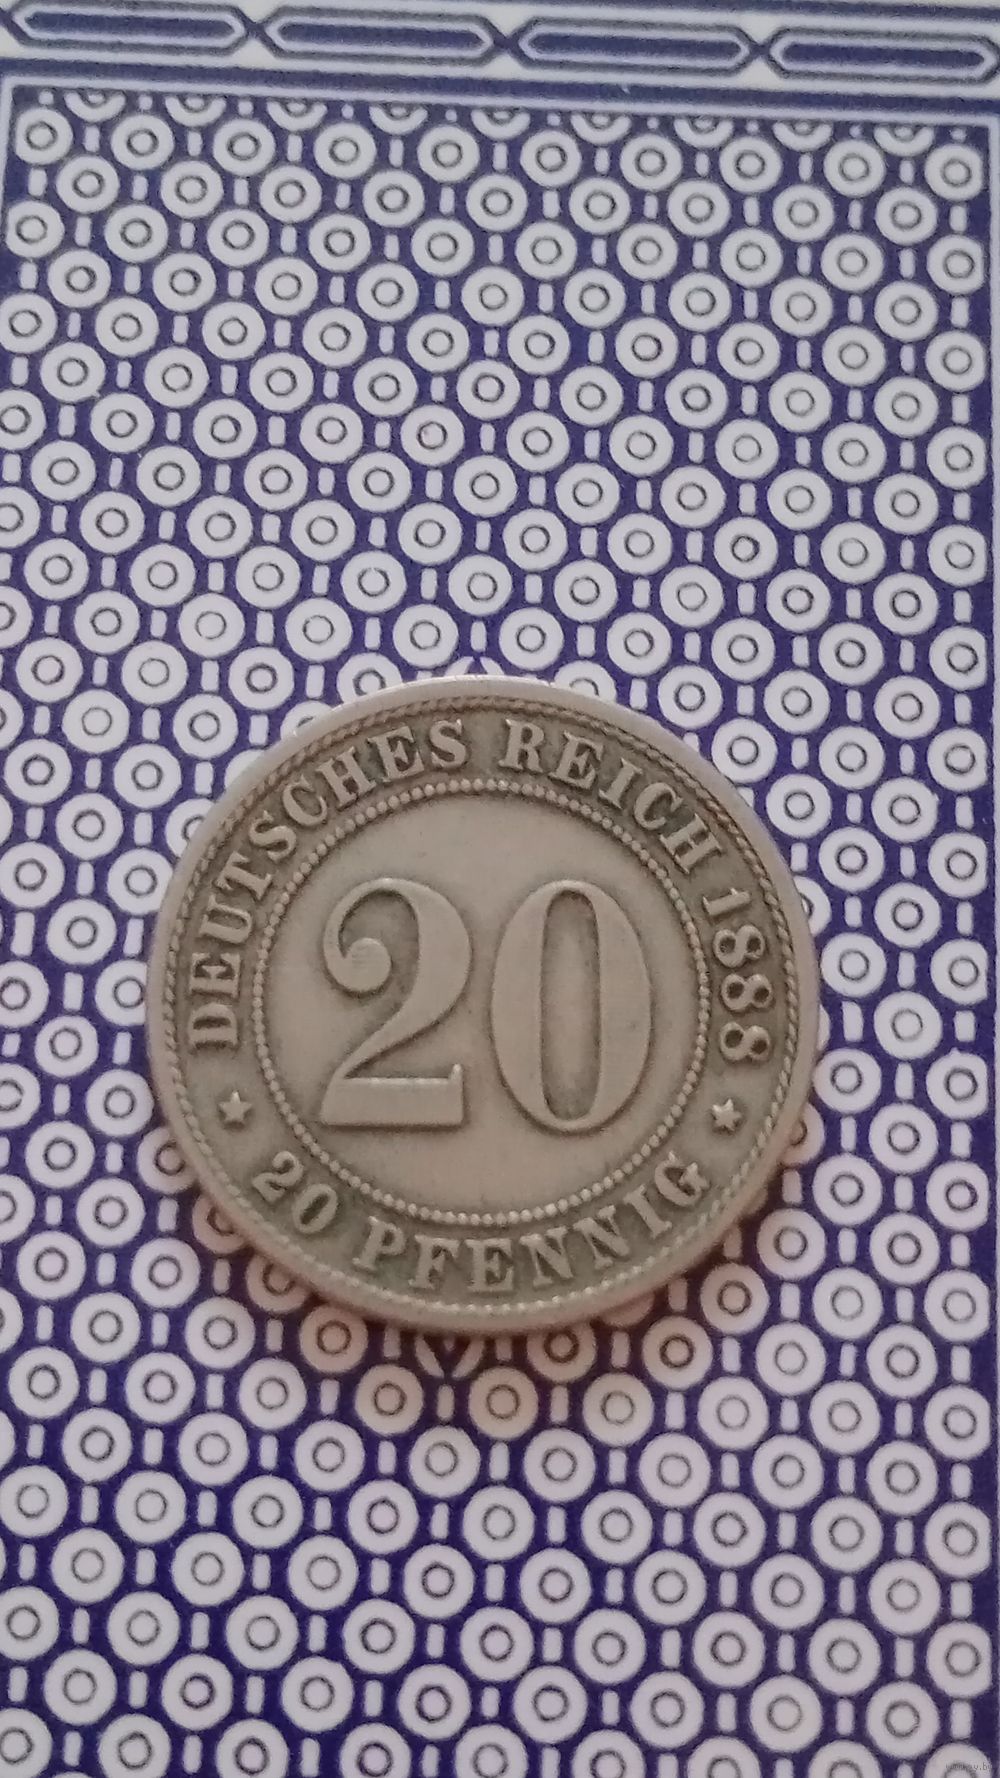 DEUTSCHES REICH 1888
20
20 PFENNIG